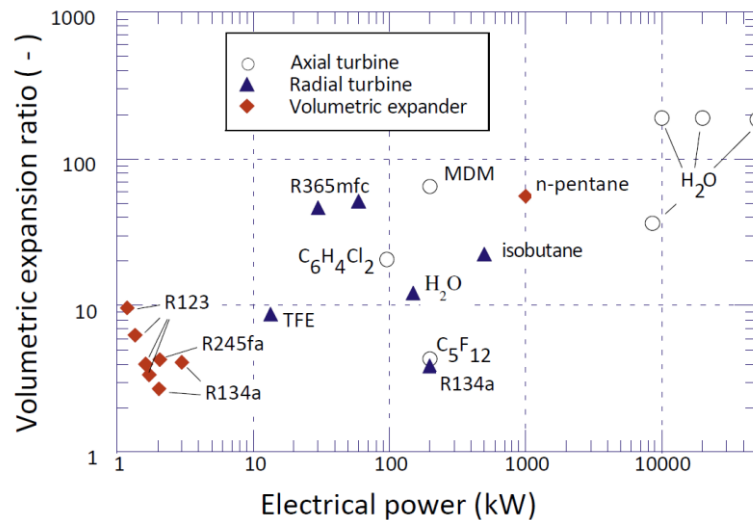 1000
100
10
1
Volumetric expansion ratio ( - )
Axial turbine
Radial turbine
Volumetric expander
R365mfc
MDM
n-pentane
H2O
C6H4Cl2
isobutane
H2O
R123
TFE
R245fa
C5F12
R134a
R134a
1 10 100 1000 10000 50000
Electrical power (kW)